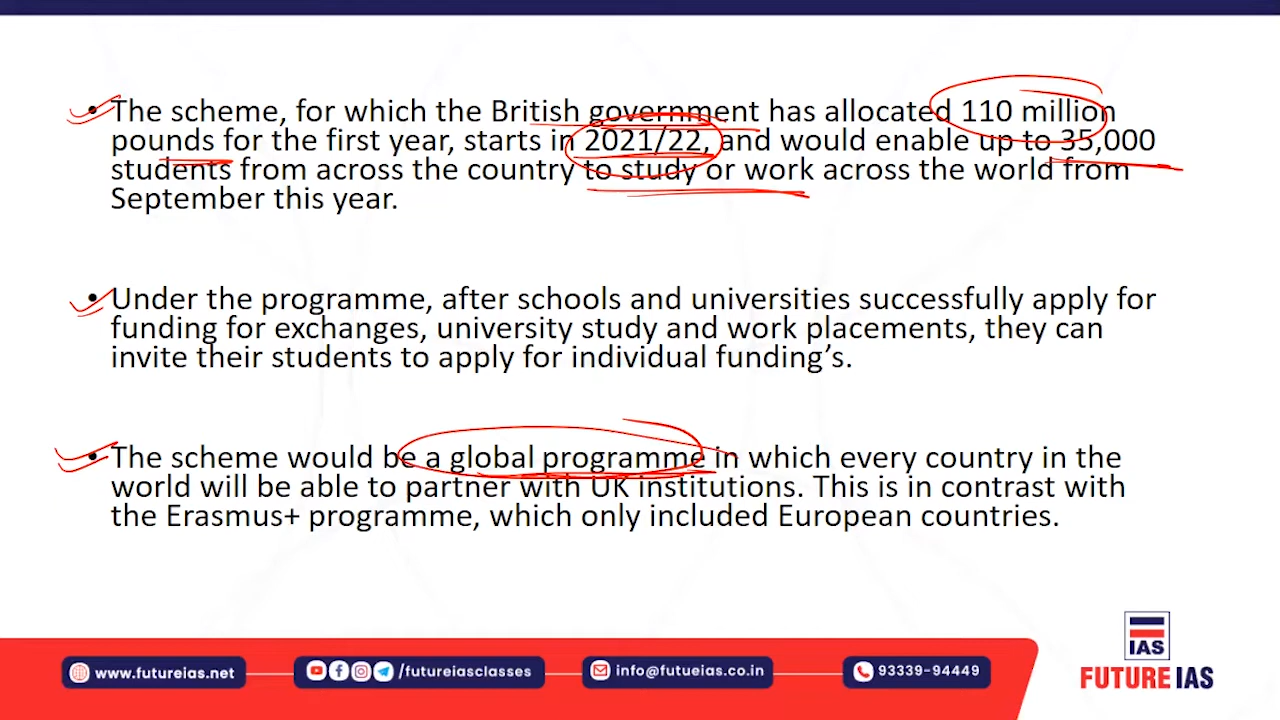 • The scheme, for which the British government has allocated 110 million
pounds for the first year, starts in 2021/22, and would enable up to 35,000
students from across the country to study or work across the world from
September this year.
• Under the programme, after schools and universities successfully apply for
funding for exchanges, university study and work placements, they can
invite their students to apply for individual funding’s.
• The scheme would be a global programme in which every country in the
world will be able to partner with UK institutions. This is in contrast with
the Erasmus+ programme, which only included European countries.
IAS
FUTURE IAS
www.futureias.net
/futureiasclasses
info@futueias.co.in
93339-94449